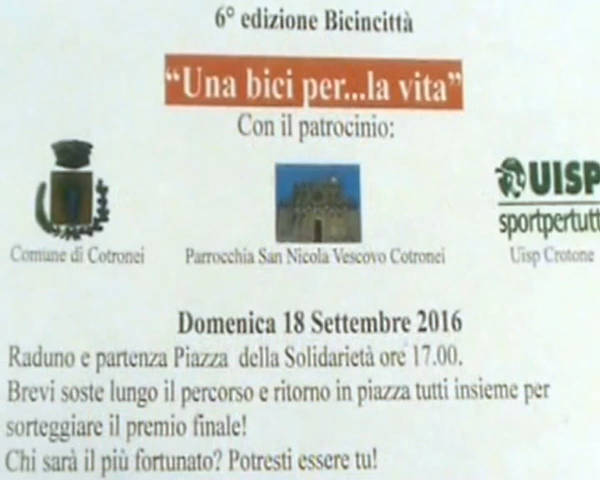 6° edizione Bicincittà
“Una bici per...la vita”
Con il patrocinio:
UISP
sportpertutt
Comune di Cotronei
Parrocchia San Nicola Vescovo Cotronei
Uisp Crotone
Domenica 18 Settembre 2016
Raduno e partenza Piazza della Solidarietà ore 17.00.
Brevi soste lungo il percorso e ritorno in piazza tutti insieme per
sorteggiare il premio finale!
Chi sarà il più fortunato? Potresti essere tu!